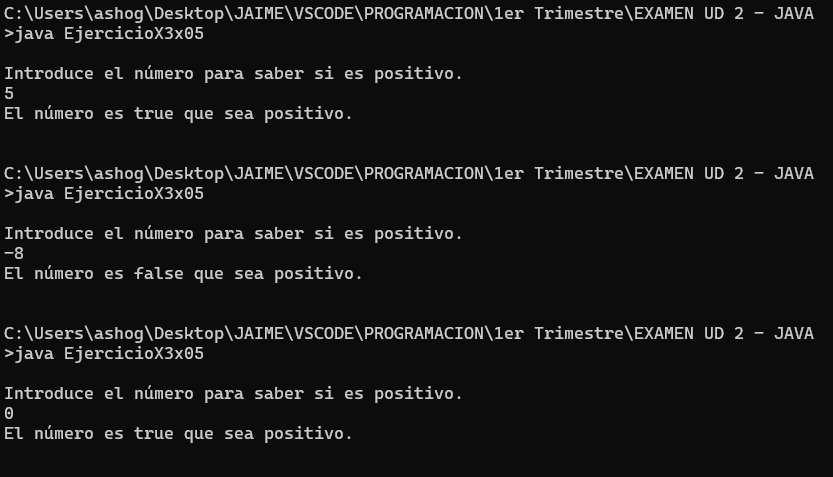 C:\Users\ashog\Desktop\JAIME\VSCODE\PROGRAMACION\1er Trimestre\EXAMEN UD 2 - JAVA
>java EjercicioX3x05
Introduce el número para saber si es positivo.
5
El número es true que sea positivo.
C:\Users\ashog\Desktop\JAIME\VSCODE\PROGRAMACION\1er Trimestre\EXAMEN UD 2 - JAVA
>java EjercicioX3x05
Introduce el número para saber si es positivo.
-8
El número es false que sea positivo.
C:\Users\ashog\Desktop\JAIME\VSCODE\PROGRAMACION\1er Trimestre\EXAMEN UD 2 - JAVA
>java EjercicioX3x05
Introduce el número para saber si es positivo.
0
El número es true que sea positivo.